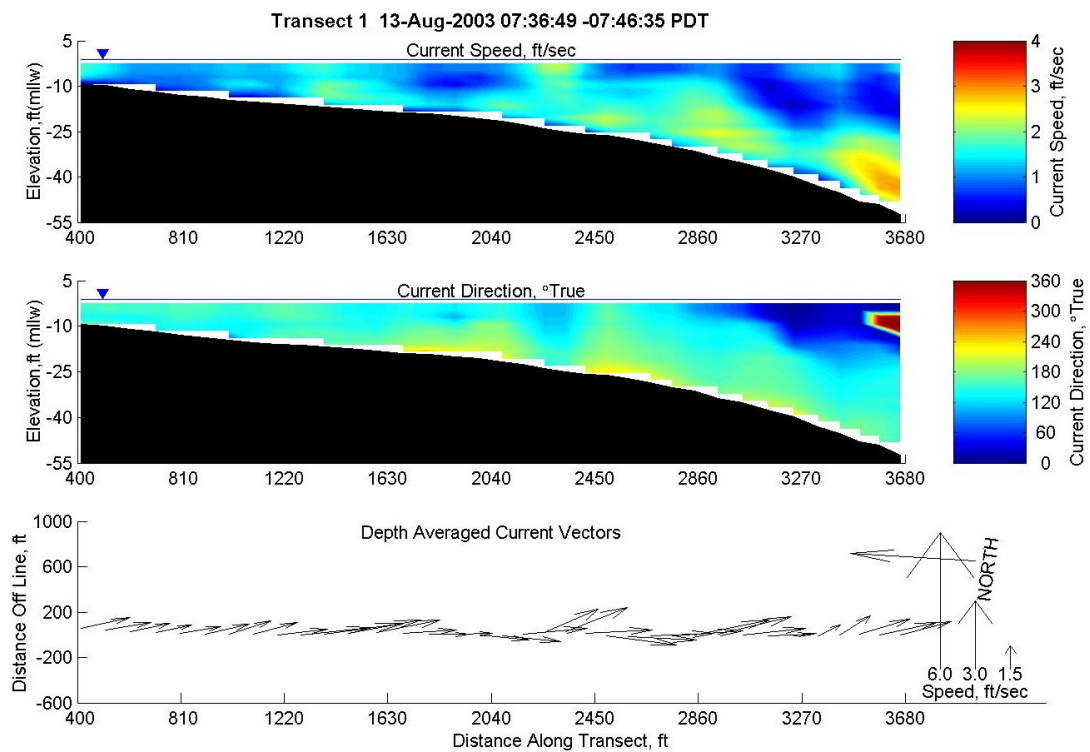 Transect 1 13-Aug-2003 07:36:49 -07:46:35 PDT
Current Speed, ft/sec
Elevation,ft(mllw)
5
-10
-25
-40
-55
400 810 1220 1630 2040 2450 2860 3270 3680
4
3
2
1
0
Current Speed, ft/sec
Current Direction, °True
Elevation,ft (mllw)
5
-10
-25
-40
-55
400 810 1220 1630 2040 2450 2860 3270 3680
360
300
240
180
120
60
0
Current Direction, °True
Depth Averaged Current Vectors
Distance Off Line, ft
1000
600
200
-200
-600
NORTH
6.0 3.0 1.5
Speed, ft/sec
400 810 1220 1630 2040 2450 2860 3270 3680
Distance Along Transect, ft